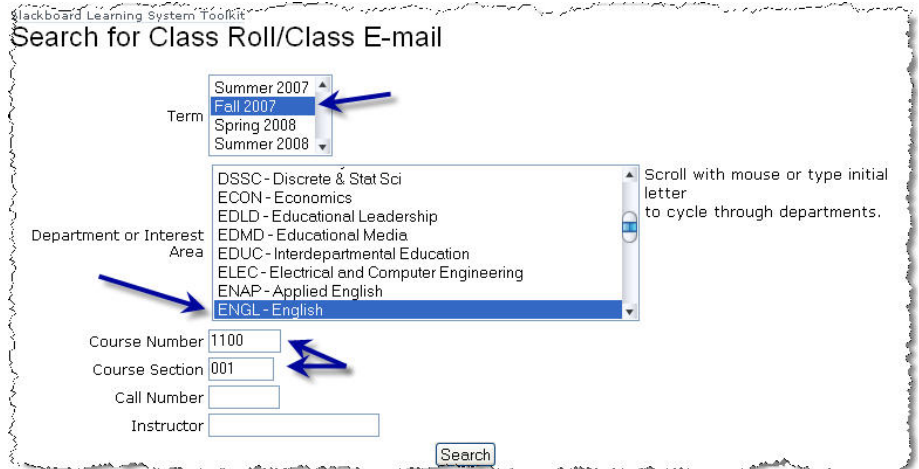 Blackboard Learning System Toolkit
Search for Class Roll/Class E-mail
Summer 2007
Fall 2007
Term
Spring 2008
Summer 2008
DSSC - Discrete & Stat Sci
Scroll with mouse or type initial
letter
to cycle through departments.
ECON - Economics
EDLD - Educational Leadership
Department or Interest
Area
EDMD - Educational Media
EDUC - Interdepartmental Education
ELEC - Electrical and Computer Engineering
ENAP - Applied English
ENGL - English
Course Number 1100
Course Section 001
Call Number
Instructor
Search